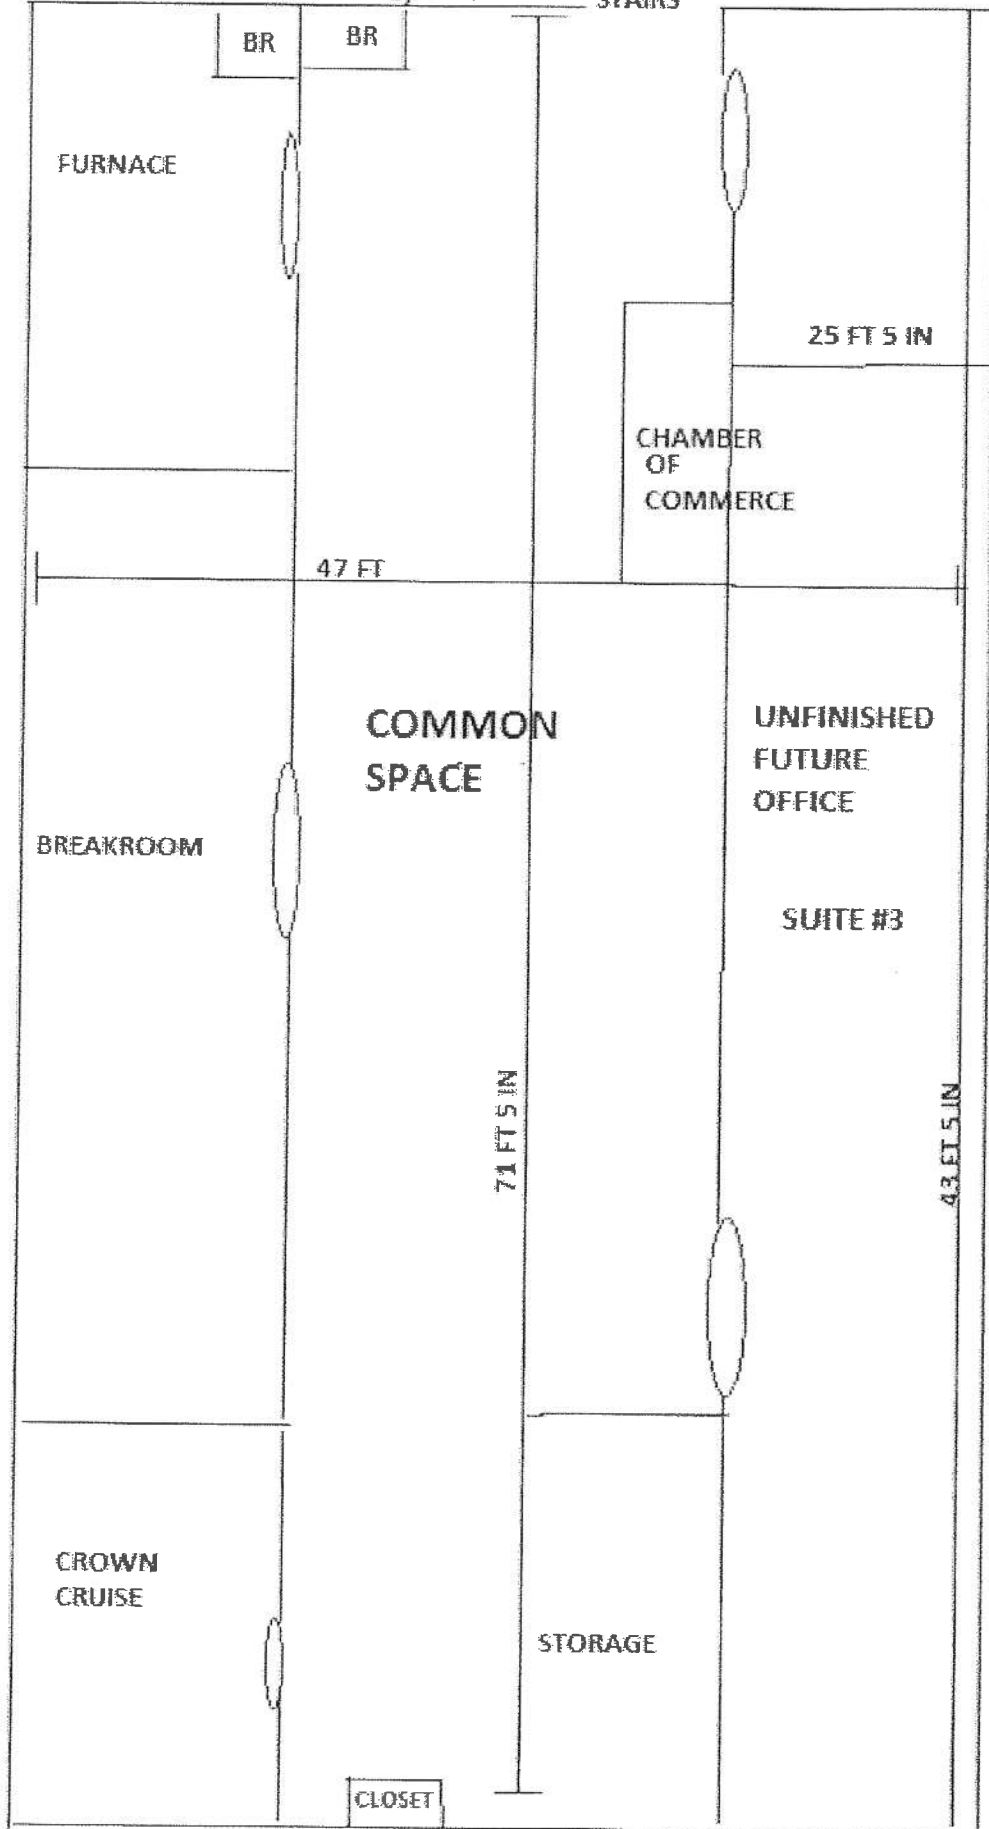 STAIRS
BR
BR
FURNACE
25 FT 5 IN
CHAMBER
OF
COMMERCE
47 FT
COMMON
SPACE
UNFINISHED
FUTURE
OFFICE
BREAKROOM
SUITE #3
71 FT 5 IN
43 FT 5 IN
CROWN
CRUISE
STORAGE
CLOSET